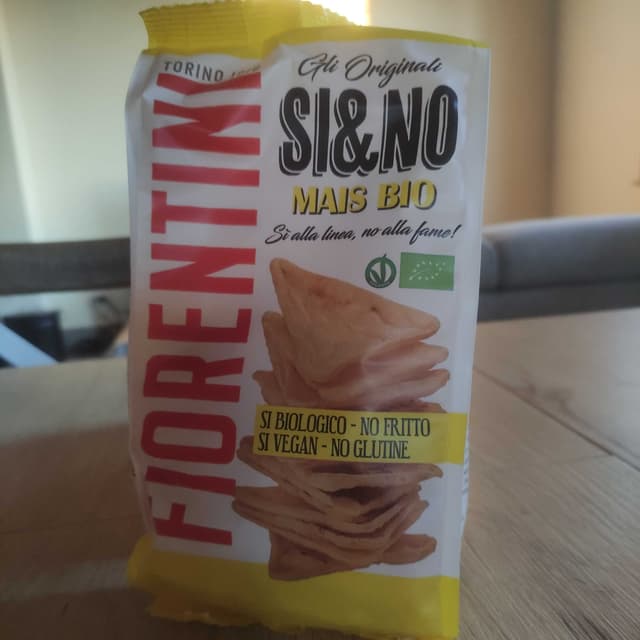 TORINO
FIORENTINI
Gli Originali
SI&NO
MAIS BIO
Sì alla linea, no alla fame!
SI BIOLOGICO - NO FRITTO
SI VEGAN - NO GLUTINE